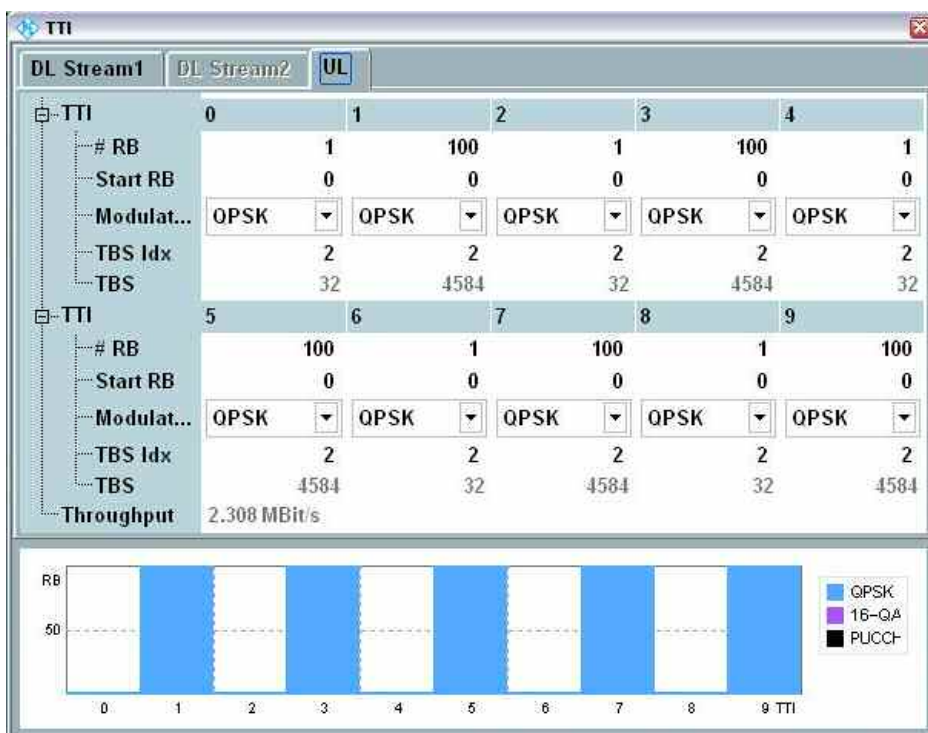 TTI
DL Stream1 DL Stream2 UL
TTI 0 1 2 3 4
# RB 1 100 1 100 1
Start RB 0 0 0 0 0
Modulat... QPSK QPSK QPSK QPSK QPSK
TBS Idx 2 2 2 2 2
TBS 32 4584 32 4584 32
TTI 5 6 7 8 9
# RB 100 1 100 1 100
Start RB 0 0 0 0 0
Modulat... QPSK QPSK QPSK QPSK QPSK
TBS Idx 2 2 2 2 2
TBS 4584 32 4584 32 4584
Throughput 2.308 MBit/s
RB
50
0 1 2 3 4 5 6 7 8 9 TTI
QPSK
16-QA
PUCCH